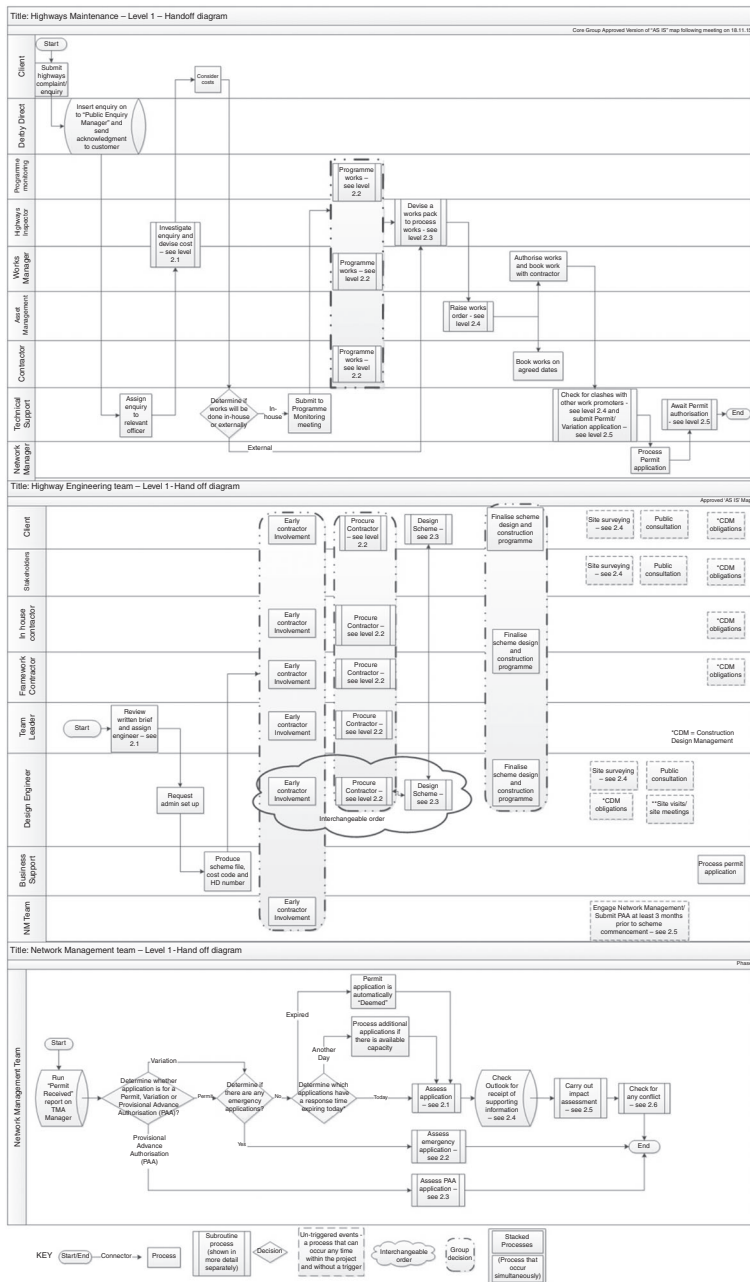 Title: Highways Maintenance – Level 1 – Handoff diagram
Core Group Approved Version of "AS IS" map following meeting on 18.11.1
Client
Start
Submit
highways
complaint/
enquiry
Consider
costs
Derby Direct
Insert enquiry on
to "Public Enquiry
Manager" and
send
acknowledgment
to customer
Programme
monitoring
Programme
works –
see level
2.2
Highways
Inspector
Investigate
enquiry and
devise cost
– see level
2.1
Devise a
works pack
to process
works - see
level 2.3
Works
Manager
Programme
works – see
level 2.2
Authorise works
and book work
with contractor
Asset
Management
Raise works
order - see
level 2.4
Contractor
Programme
works – see
level 2.2
Book works on
agreed dates
Technical
Support
Assign
enquiry to
relevant
officer
Determine if
works will be
done in-house
or externally
In-
house
External
Submit to
Programme
Monitoring
meeting
Check for clashes with
other work promoters -
see level 2.4 and
submit Permit/
Variation application –
see level 2.5
Await Permit
authorisation
- see level 2.5
End
Network
Manager
Process
Permit
application
Title: Highway Engineering team – Level 1-Hand off diagram
Approved 'AS IS' Map
Client
Early
contractor
Involvement
Procure
Contractor
– see level
2.2
Design
Scheme –
see 2.3
Finalise scheme
design and
construction
programme
Site surveying
– see 2.4
Public
consultation
*CDM
obligations
Stakeholders
Site surveying
– see 2.4
Public
consultation
*CDM
obligations
In house
contractor
Early
contractor
Involvement
Procure
Contractor –
see level 2.2
Finalise
scheme design
and
construction
programme
*CDM
obligations
Framework
Contractor
Early
contractor
Involvement
Procure
Contractor –
see level 2.2
*CDM
obligations
Team
Leader
Start
Review
written brief
and assign
engineer – see
2.1
Early
contractor
Involvement
Procure
Contractor –
see level 2.2
*CDM = Construction
Design Management
Design Engineer
Request
admin set up
Early
contractor
Involvement
Procure
Contractor –
see level 2.2
Design
Scheme –
see 2.3
Interchangeable order
Finalise
scheme design
and
construction
programme
Site surveying
– see 2.4
Public
consultation
*CDM
obligations
**Site visits/
site meetings
Business
Support
Produce
scheme file,
cost code and
HD number
Process permit
application
NM Team
Early
contractor
Involvement
Engage Network Management/
Submit PAA at least 3 months
prior to scheme
commencement – see 2.5
Title: Network Management team – Level 1-Hand off diagram
Phase
Network Management Team
Start
Run
"Permit
Received"
report on
TMA
Manager
Determine whether
application is for a
Permit, Variation or
Provisional Advance
Authorisation (PAA)?
Variation
Permit
Provisional
Advance
Authorisation
(PAA)
Determine if
there are any
emergency
applications?
No
Yes
Determine which
applications have
a response time
expiring today*
Expired
Another
Day
Today
Permit
application is
automatically
"Deemed"
Process additional
applications if
there is available
capacity
Assess
application –
see 2.1
Assess
emergency
application –
see 2.2
Assess PAA
application –
see 2.3
Check
Outlook for
receipt of
supporting
information –
see 2.4
Carry out
impact
assessment –
see 2.5
Check for
any conflict –
see 2.6
End
KEY
Start/End
Connector
Process
Subroutine
process
(shown in
more detail
separately)
Decision
Un-triggered events -
a process that can
occur any time
within the project
and without a trigger
Interchangeable
order
Group
decision
Stacked
Processes
(Process that
occur
simultaneously)